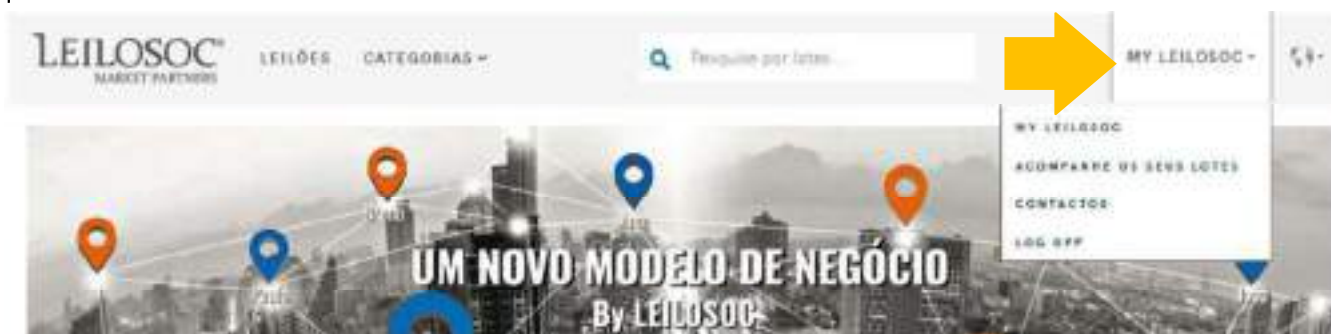 LEILOSOC®
MARKET PARTNERS
LEILÕES CATEGORIAS
Pesquise por lotes...
MY LEILOSOC
MY LEILOSOC
ACOMPANHE OS SEUS LOTES
CONTACTOS
LOG OFF
UM NOVO MODELO DE NEGÓCIO
By LEILOSOC